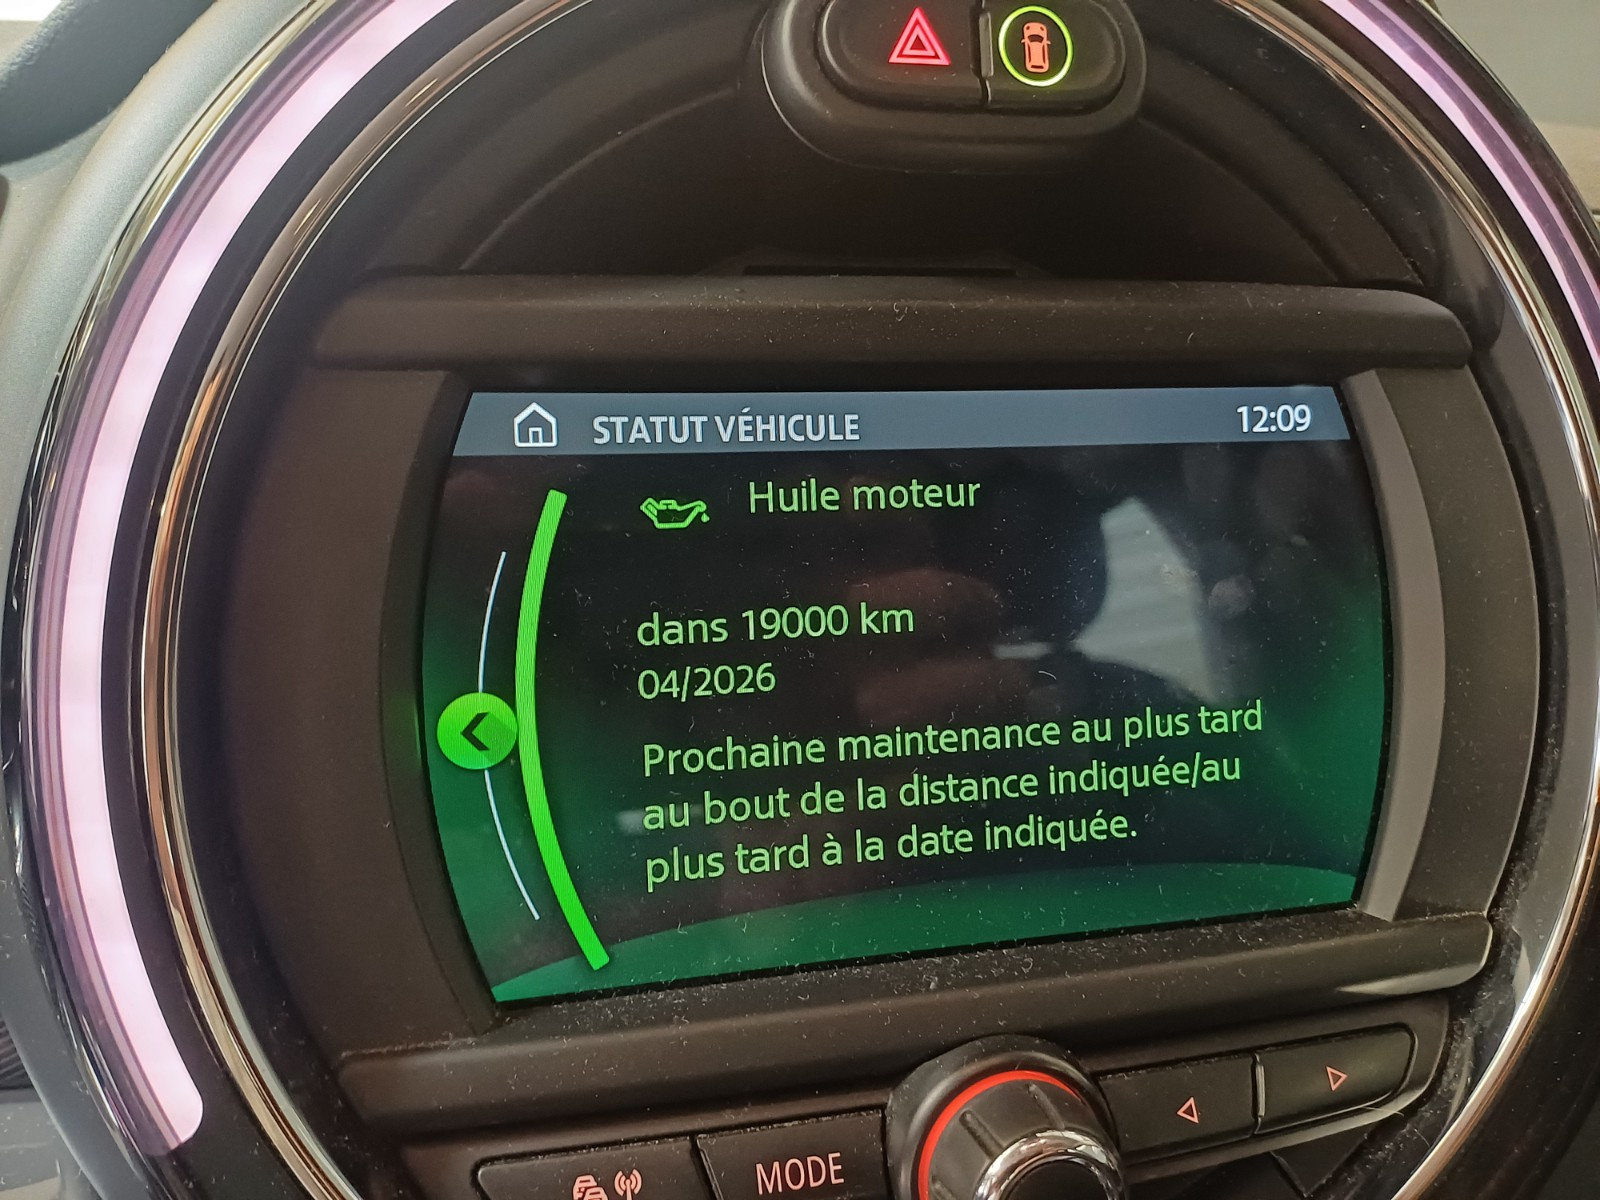 STATUT VÉHICULE 12:09
Huile moteur
dans 19000 km
04/2026
Prochaine maintenance au plus tard
au bout de la distance indiquée/au
plus tard à la date indiquée.
MODE